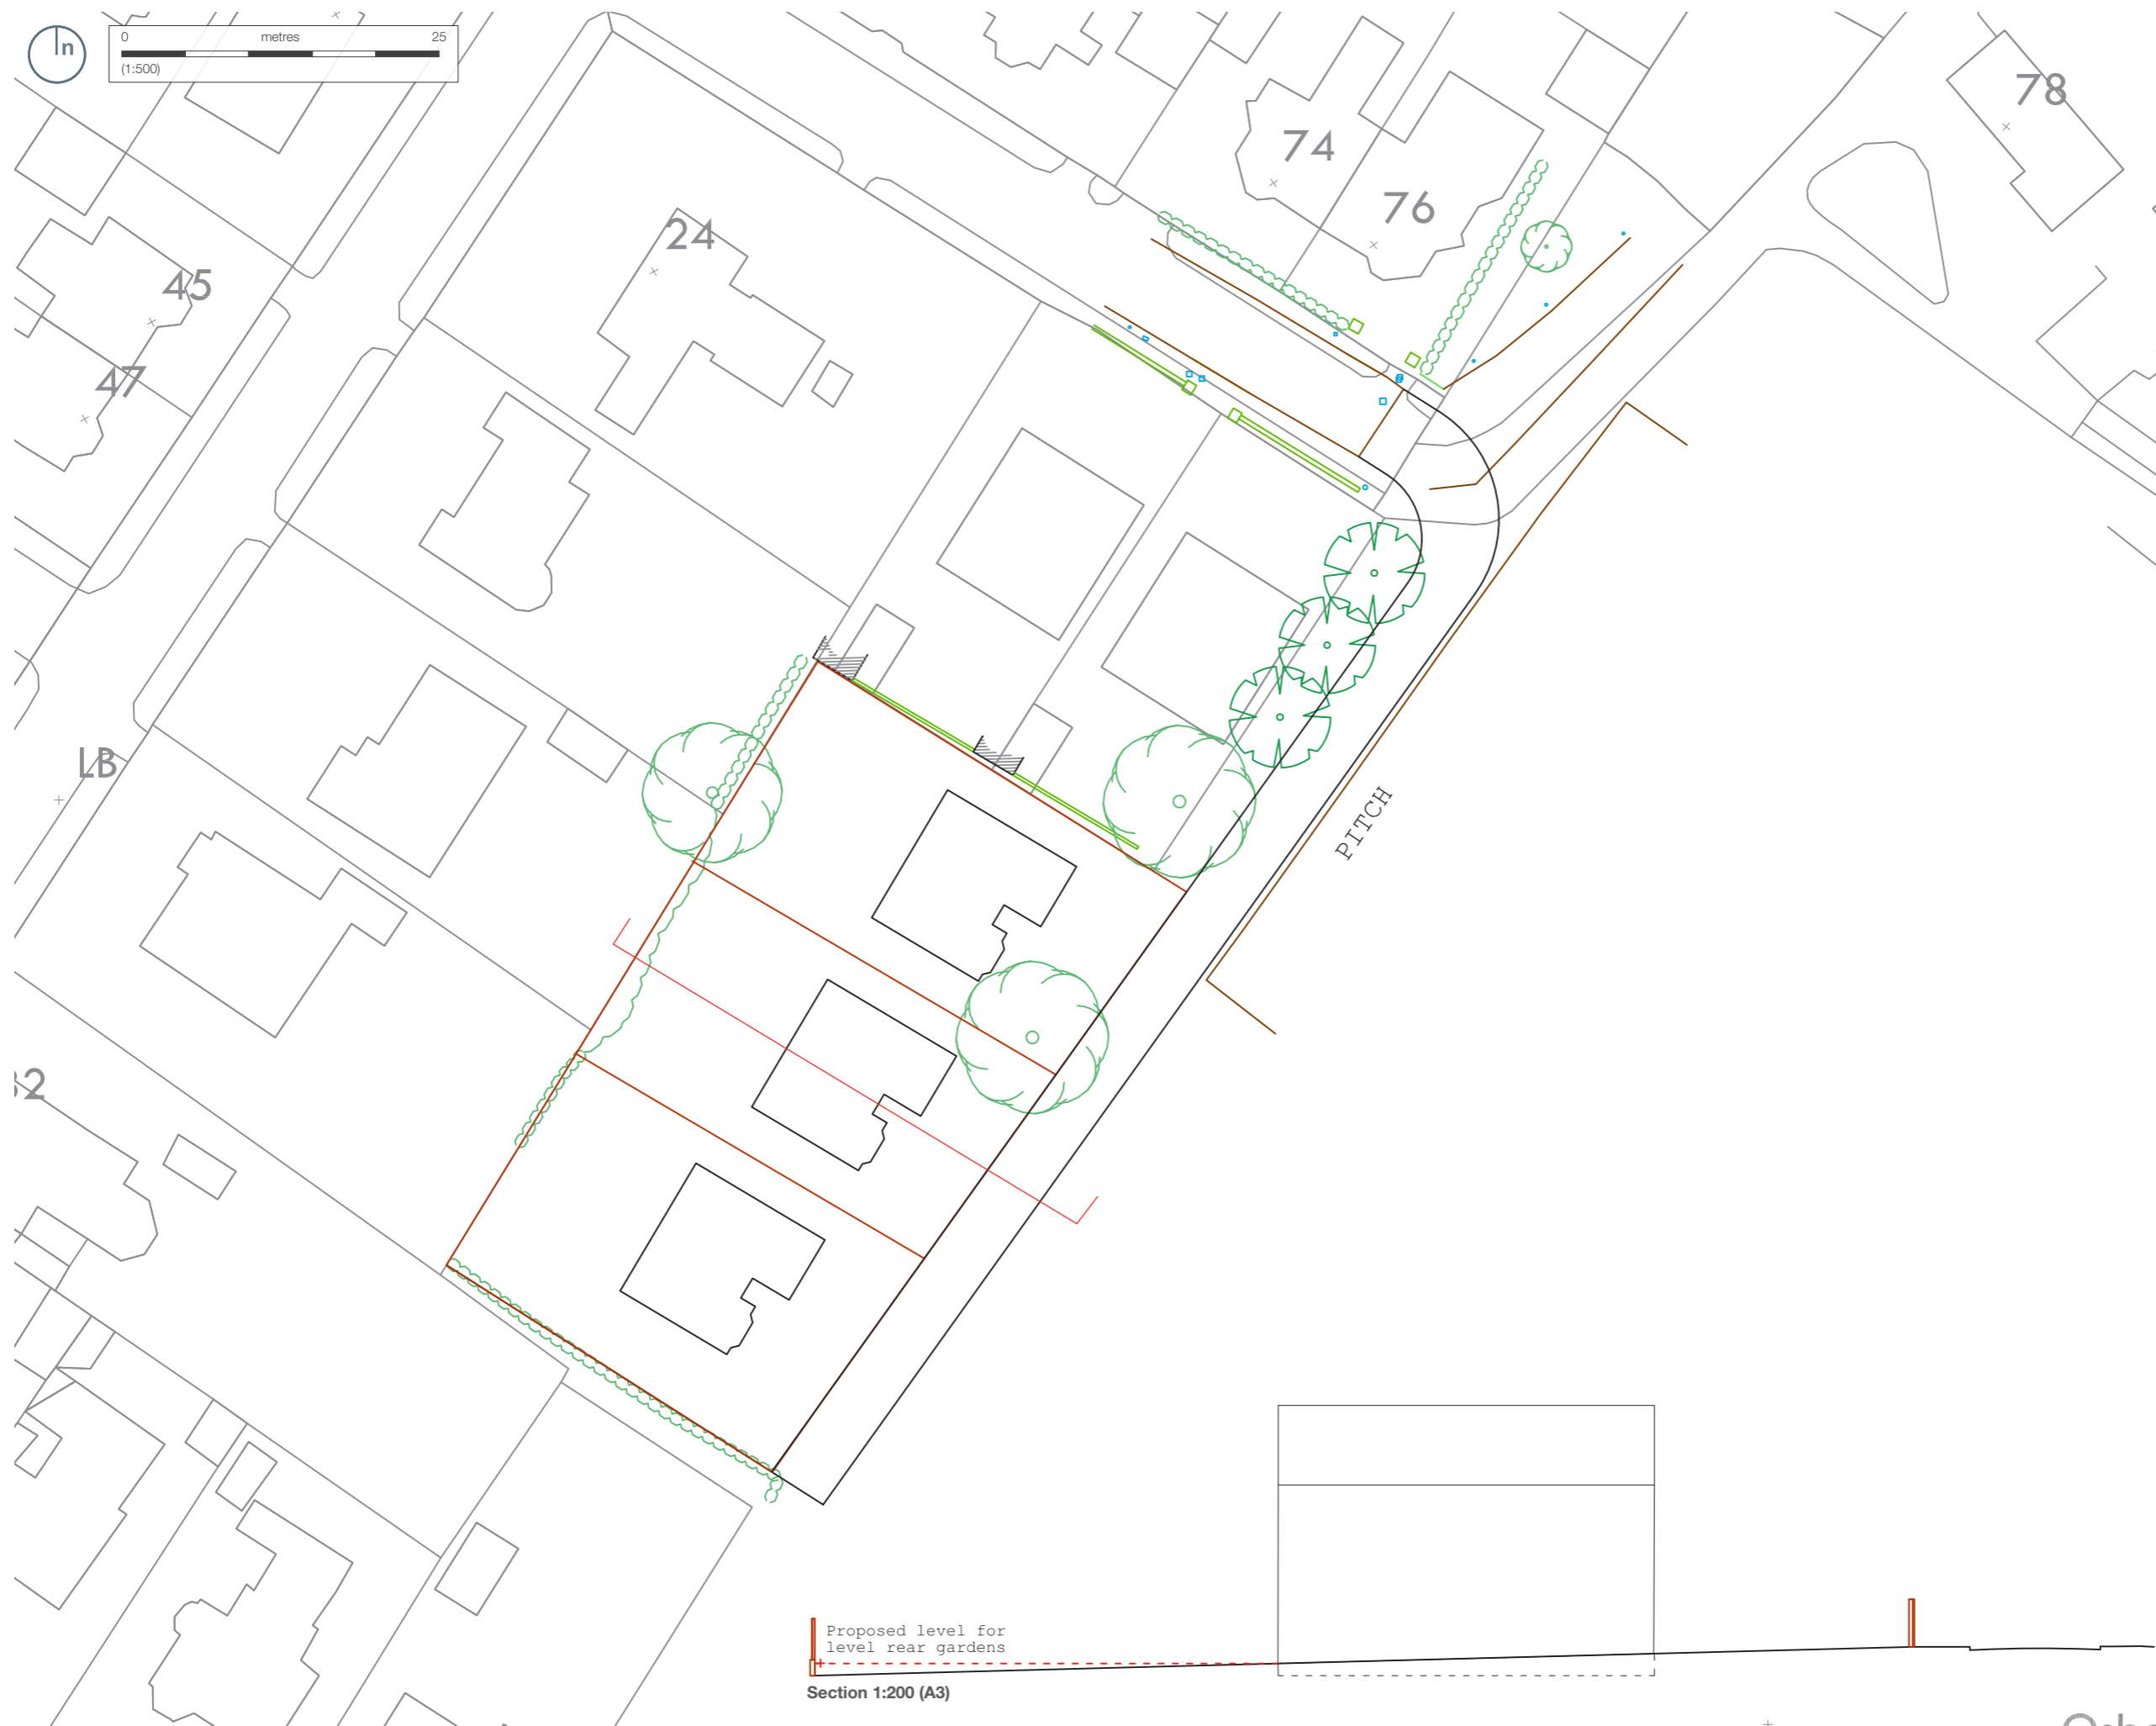 n
0 metres 25
(1:500)
78
74
76
24
45
47
LB
PITCH
Proposed level for
level rear gardens
Section 1:200 (A3)